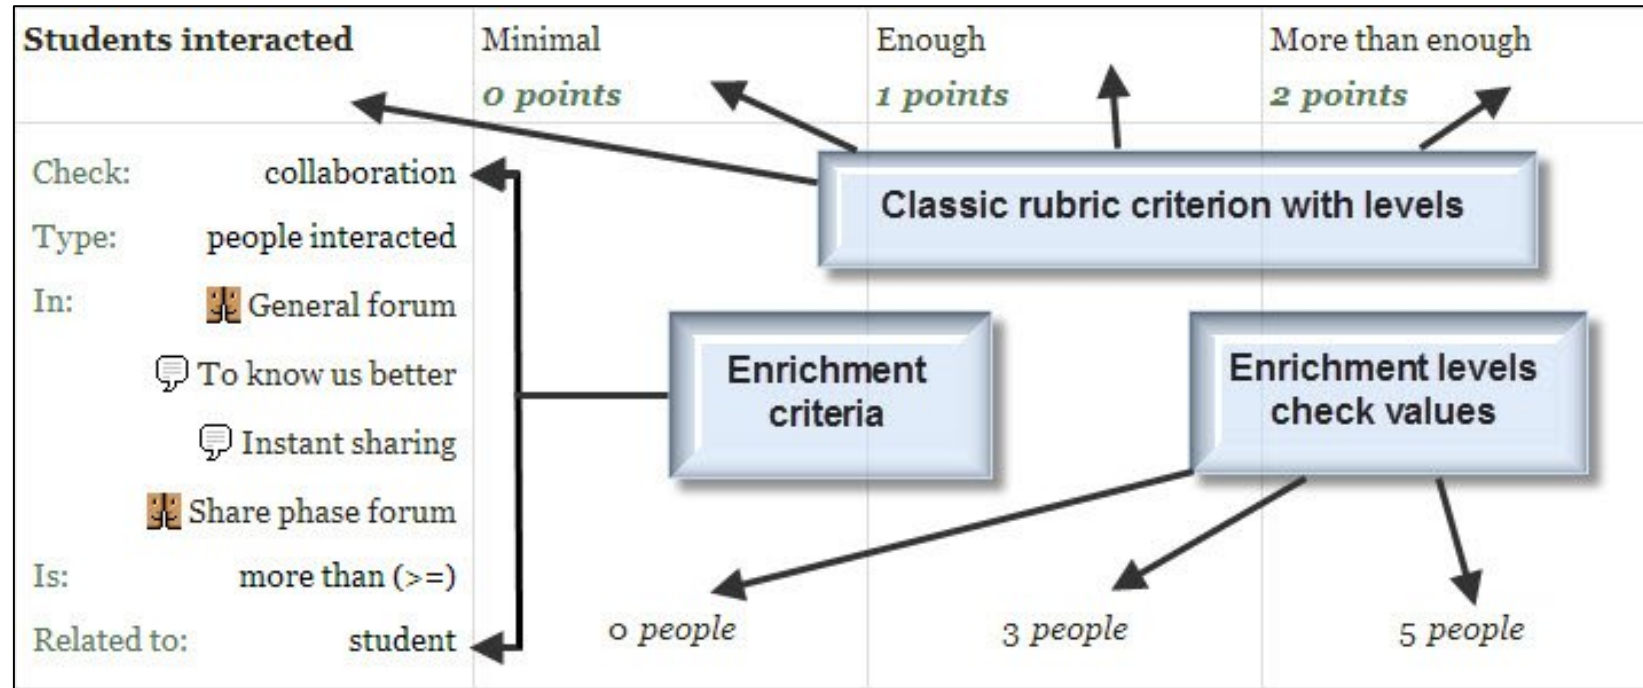 Students interacted
Minimal
Enough
More than enough
0 points
1 points
2 points
Check: collaboration
Classic rubric criterion with levels
Type: people interacted
In: General forum
To know us better
Instant sharing
Share phase forum
Enrichment
criteria
Enrichment levels
check values
Is: more than (>=)
Related to: student
0 people
3 people
5 people